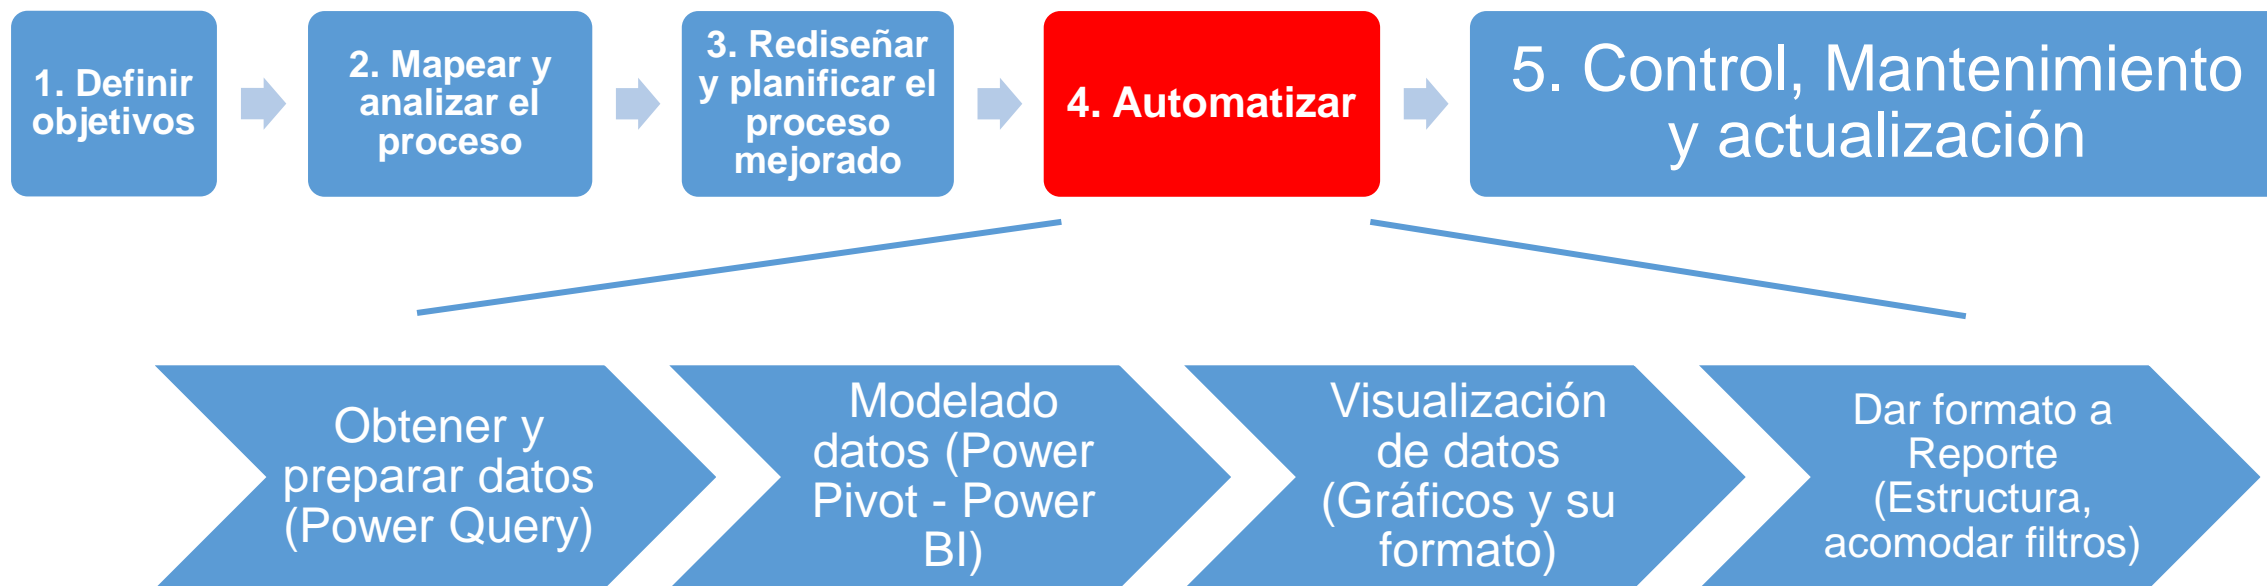 1. Definir
objetivos
2. Mapear y
analizar el
proceso
3. Rediseñar
y planificar el
proceso
mejorado
4. Automatizar
5. Control, Mantenimiento
y actualización
Obtener y
preparar datos
(Power Query)
Modelado
datos (Power
Pivot - Power
BI)
Visualización
de datos
(Gráficos y su
formato)
Dar formato a
Reporte
(Estructura,
acomodar filtros)